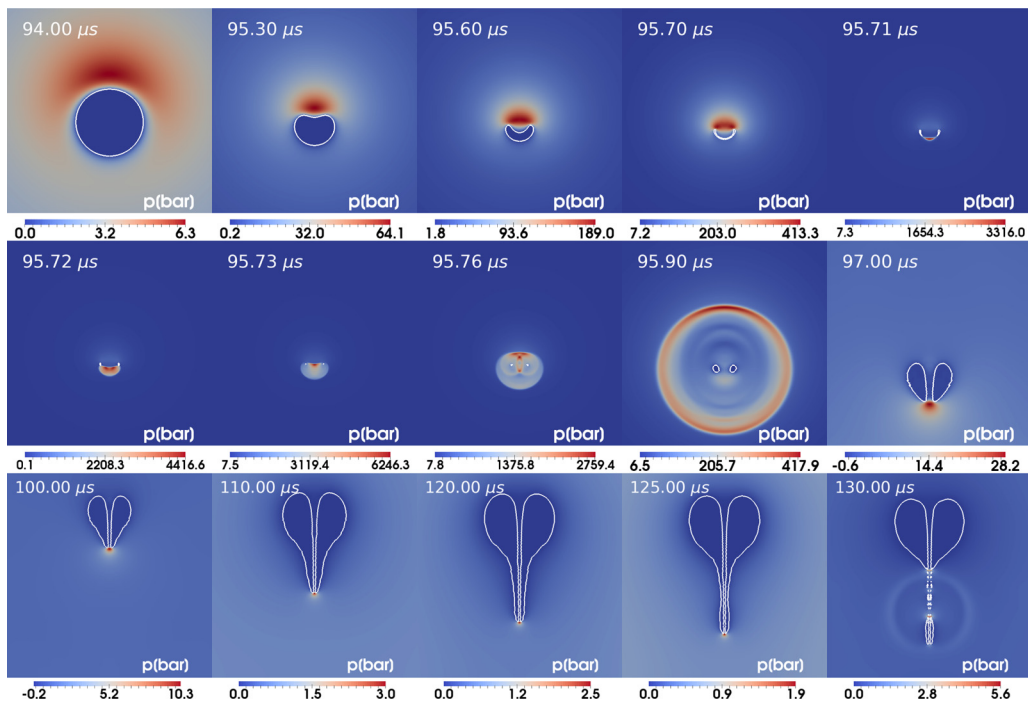 94.00 μs 95.30 μs 95.60 μs 95.70 μs 95.71 μs
p(bar) p(bar) p(bar) p(bar) p(bar)
0.0 3.2 6.3 0.2 32.0 64.1 1.8 93.6 189.0 7.2 203.0 413.3 7.3 1654.3 3316.0
95.72 μs 95.73 μs 95.76 μs 95.90 μs 97.00 μs
p(bar) p(bar) p(bar) p(bar) p(bar)
0.1 2208.3 4416.6 7.5 3119.4 6246.3 7.8 1375.8 2759.4 6.5 205.7 417.9 -0.6 14.4 28.2
100.00 μs 110.00 μs 120.00 μs 125.00 μs 130.00 μs
p(bar) p(bar) p(bar) p(bar) p(bar)
-0.2 5.2 10.3 0.0 1.5 3.0 0.0 1.2 2.5 0.0 0.9 1.9 0.0 2.8 5.6